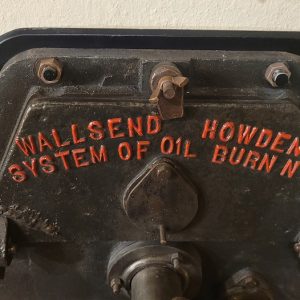 WALLSEND HOWDEN
SYSTEM OF OIL BURN N